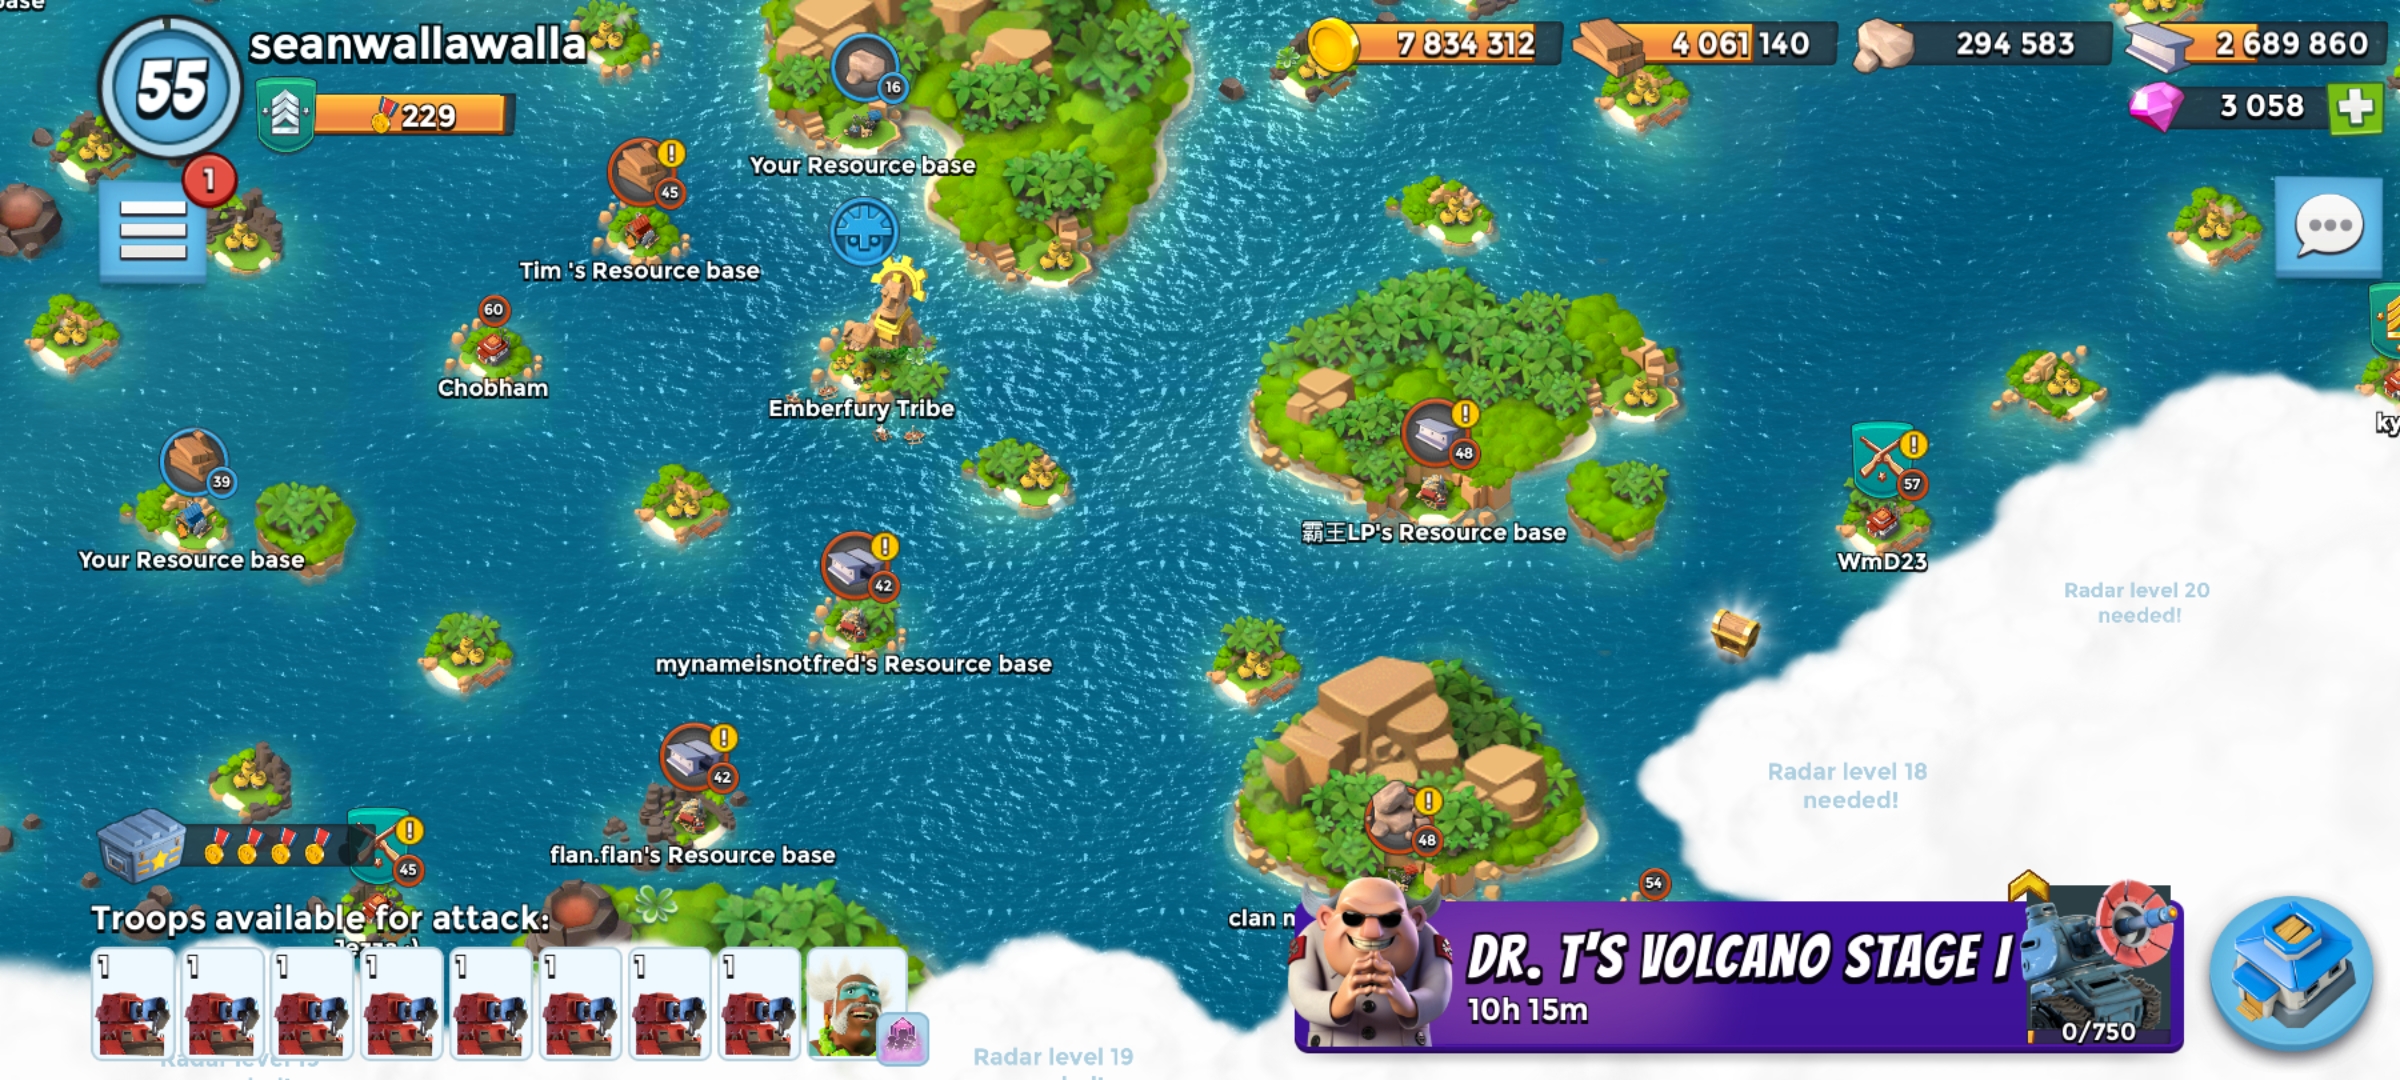 base
55
seanwallawalla
229
7 834 312
4 061 140
294 583
2 689 860
3 058
1
16
Your Resource base
45
Tim 's Resource base
60
Chobham
Emberfury Tribe
39
Your Resource base
48
霸王LP's Resource base
57
WmD23
ky
42
mynameisnotfred's Resource base
Radar level 20
needed!
42
flan.flan's Resource base
Radar level 18
needed!
48
clan
54
45
Troops available for attack:
1
1
1
1
1
1
1
1
DR. T'S VOLCANO STAGE I
10h 15m
0/750
Radar level 19